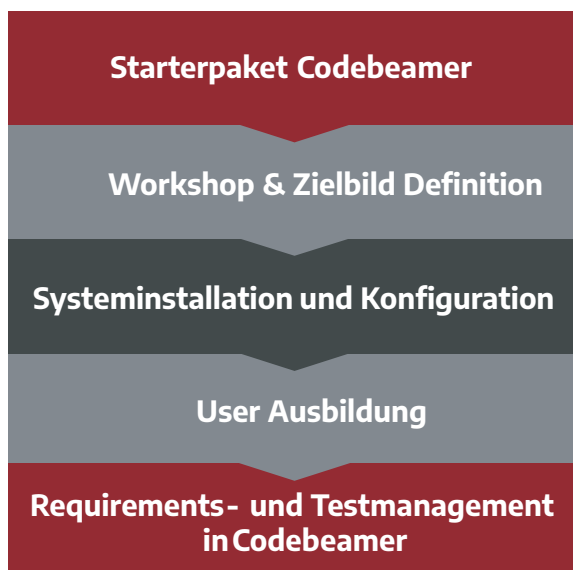 Starterpaket Codebeamer
Workshop & Zielbild Definition
Systeminstallation und Konfiguration
User Ausbildung
Requirements- und Testmanagement
in Codebeamer